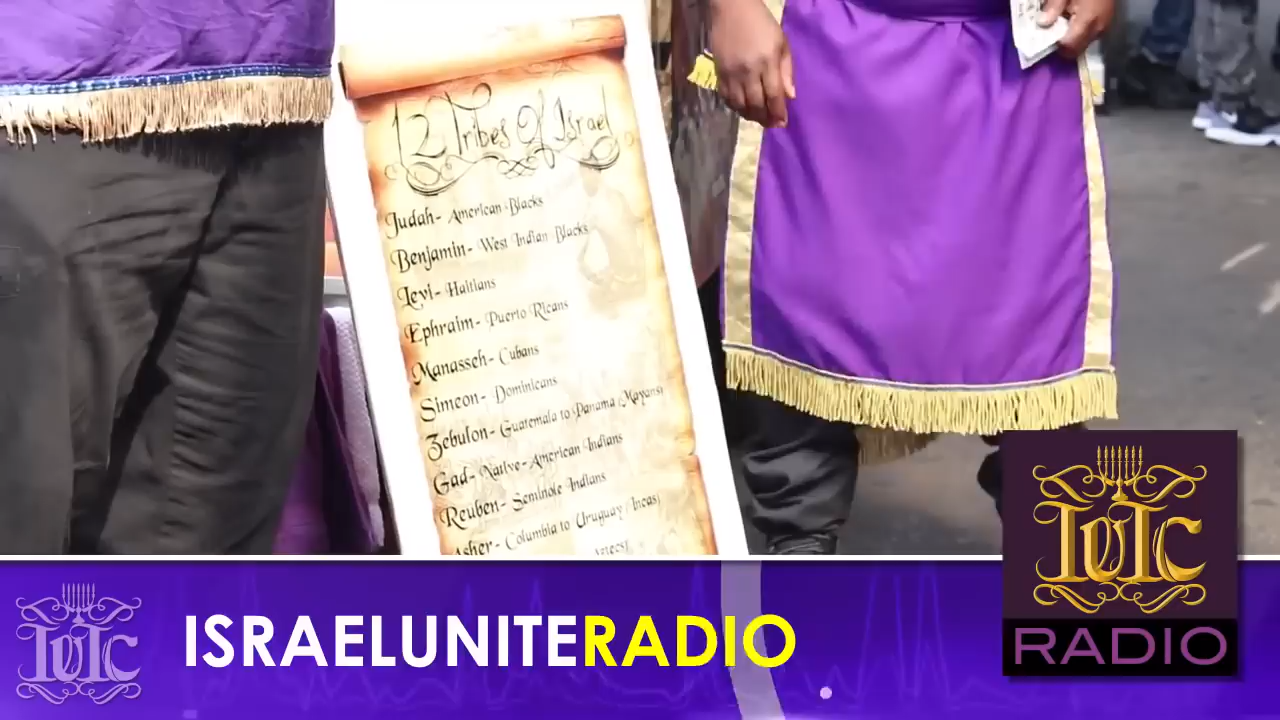 12 Tribes Of Israel
Judah- American Blacks
Benjamin- West Indian Blacks
Levi- Haitians
Ephraim- Puerto Ricans
Manasseh- Cubans
Simeon- Dominicans
Zebulon- Guatemala to Panama (Mayans)
Gad- Native-American Indians
Reuben- Seminole Indians
Asher- Columbia to Uruguay (Incas)
IUIC
RADIO
IUIC
ISRAELUNITERADIO